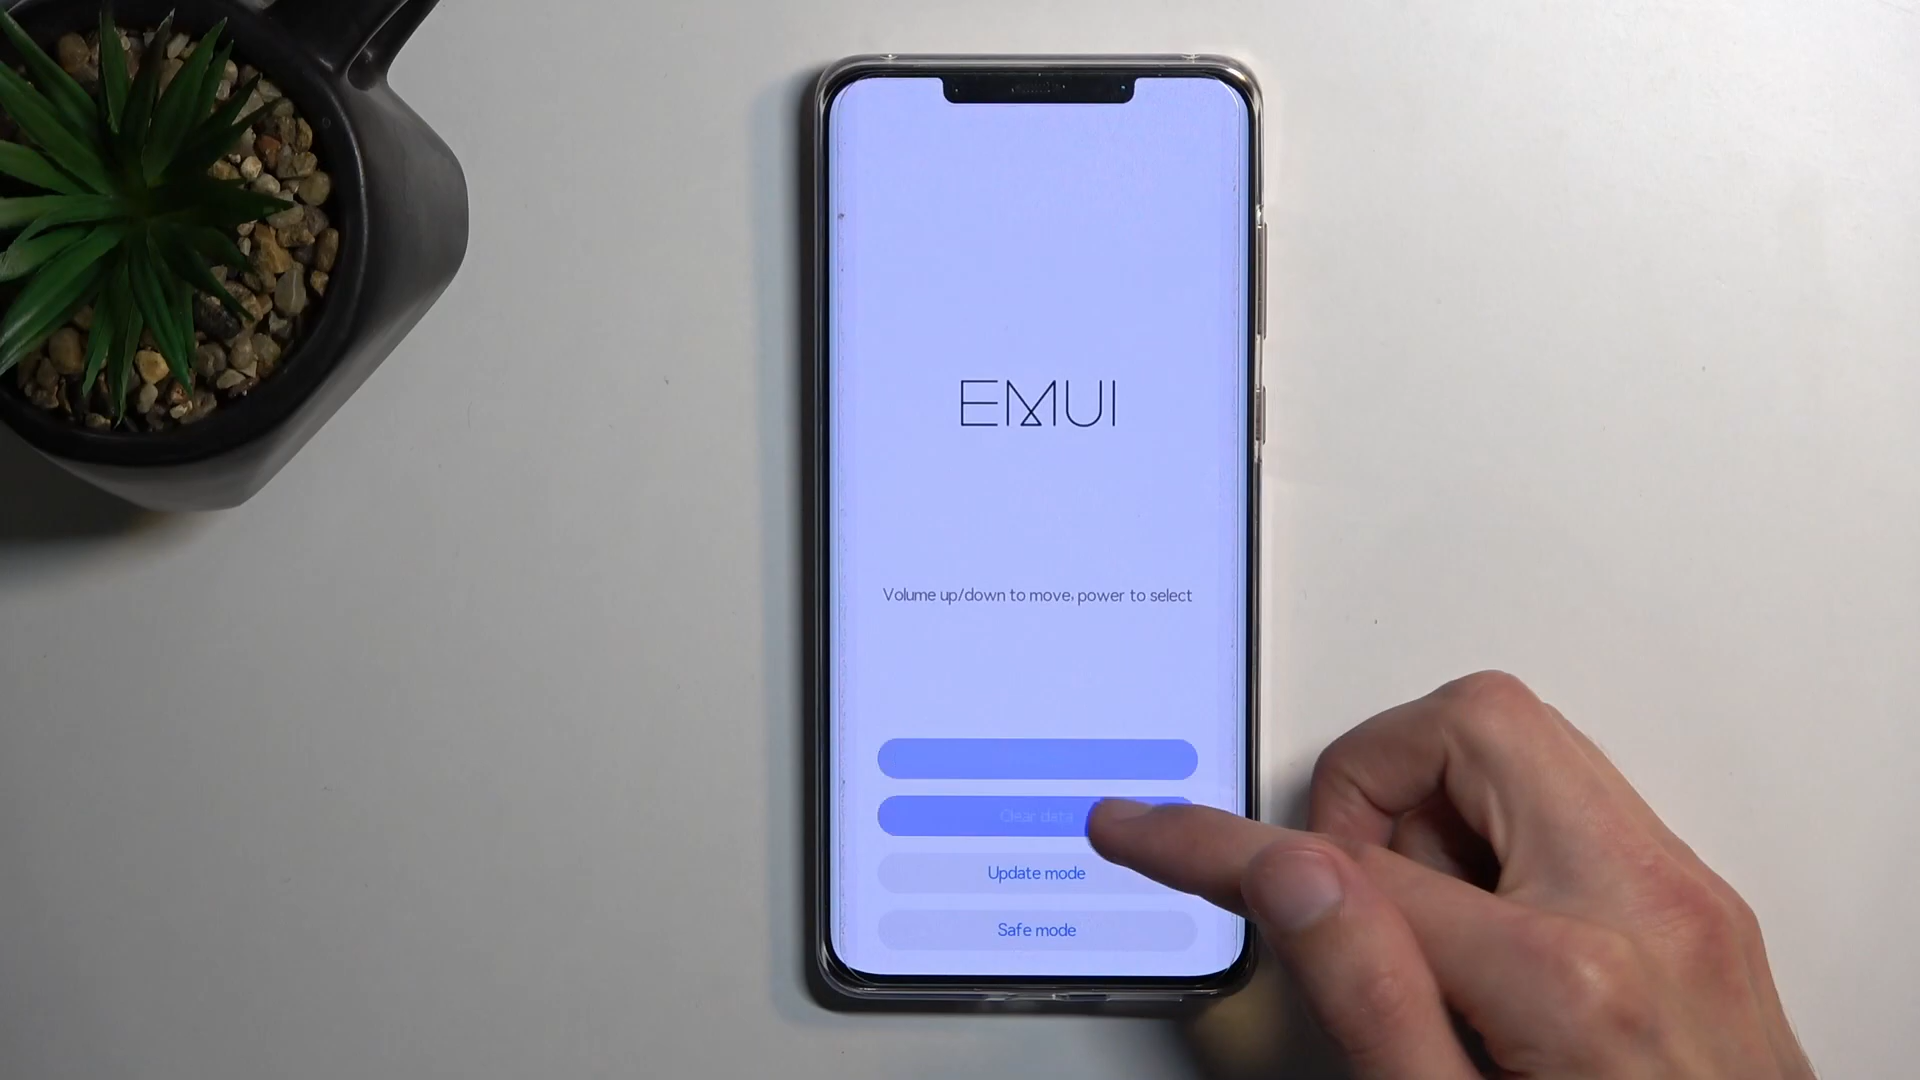 EMUI
Volume up/down to move, power to select
Clear data
Update mode
Safe mode